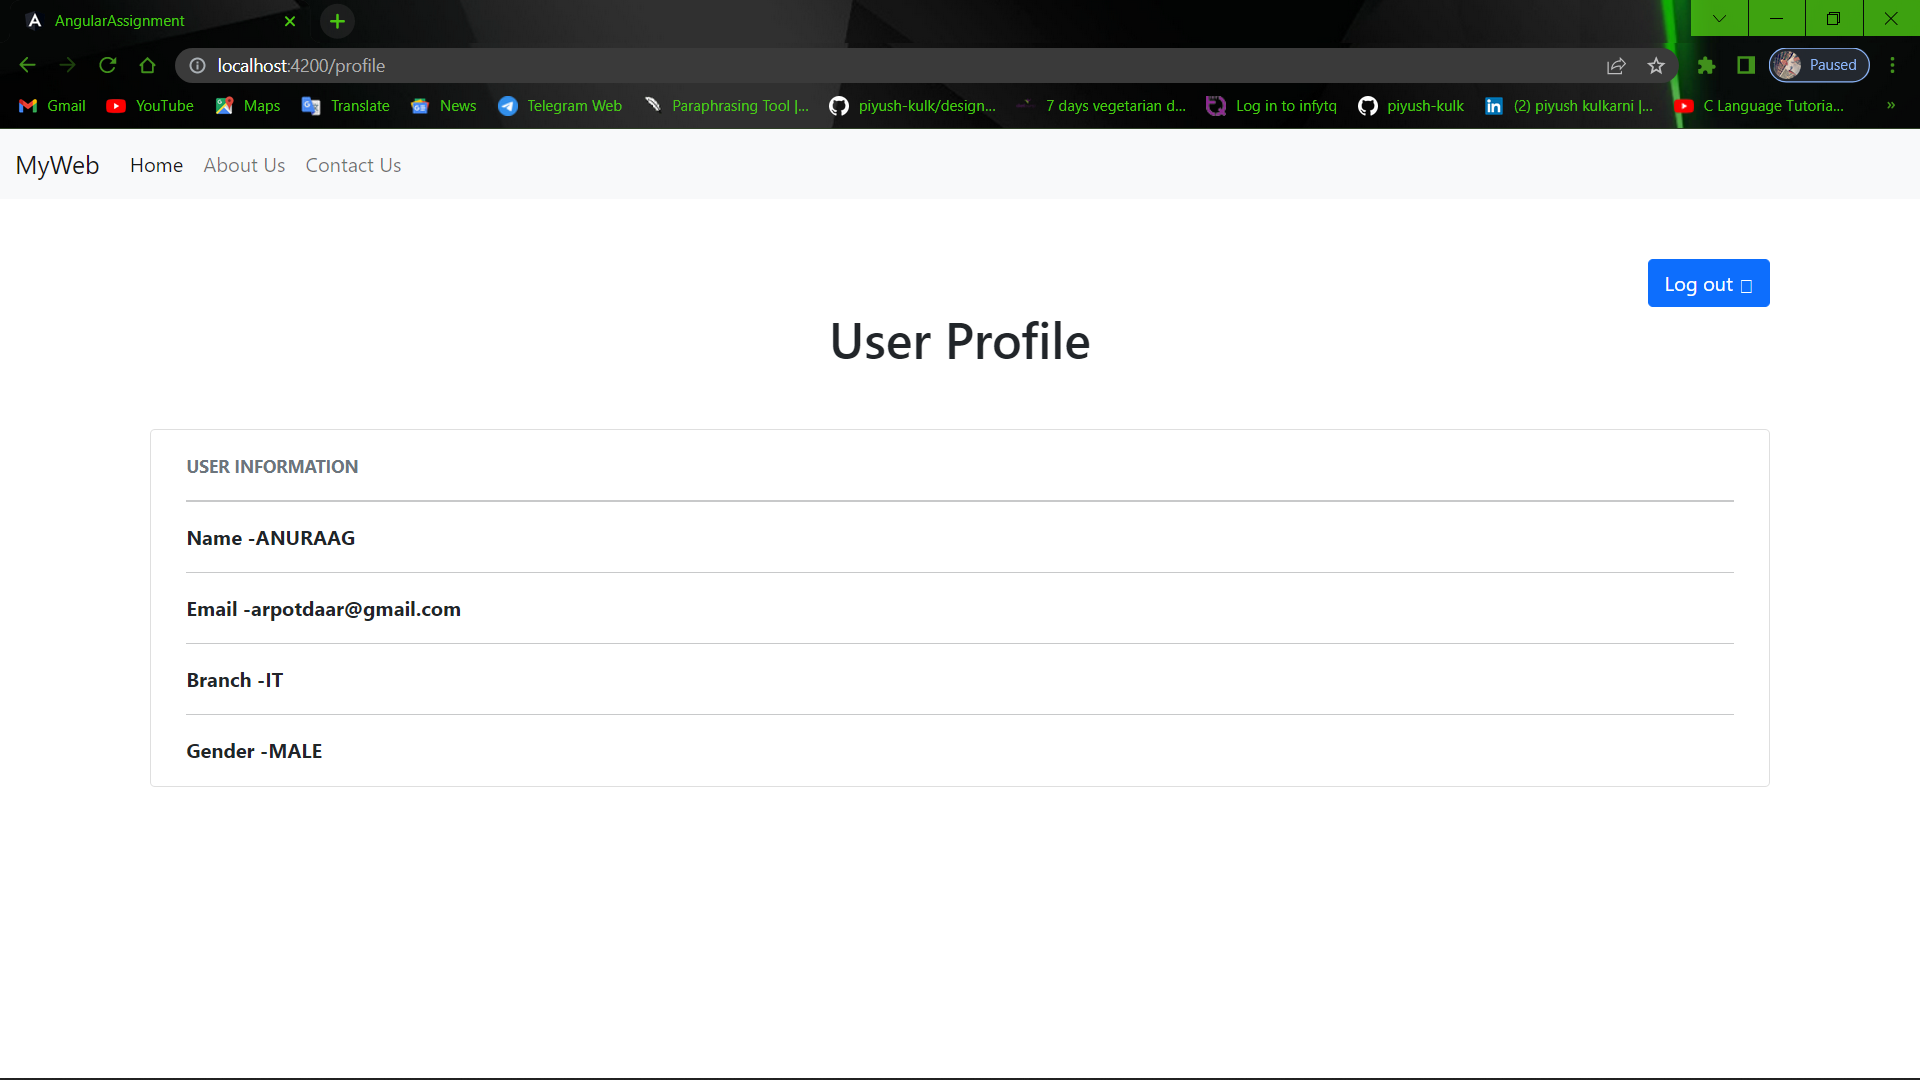 AngularAssignment
localhost:4200/profile
Paused
Gmail YouTube Maps Translate News Telegram Web Paraphrasing Tool |... piyush-kulk/design... 7 days vegetarian d... Log in to infytq piyush-kulk (2) piyush kulkarni |... C Language Tutoria... »
MyWeb Home About Us Contact Us
Log out
User Profile
USER INFORMATION
Name -ANURAAG
Email -arpotdaar@gmail.com
Branch -IT
Gender -MALE